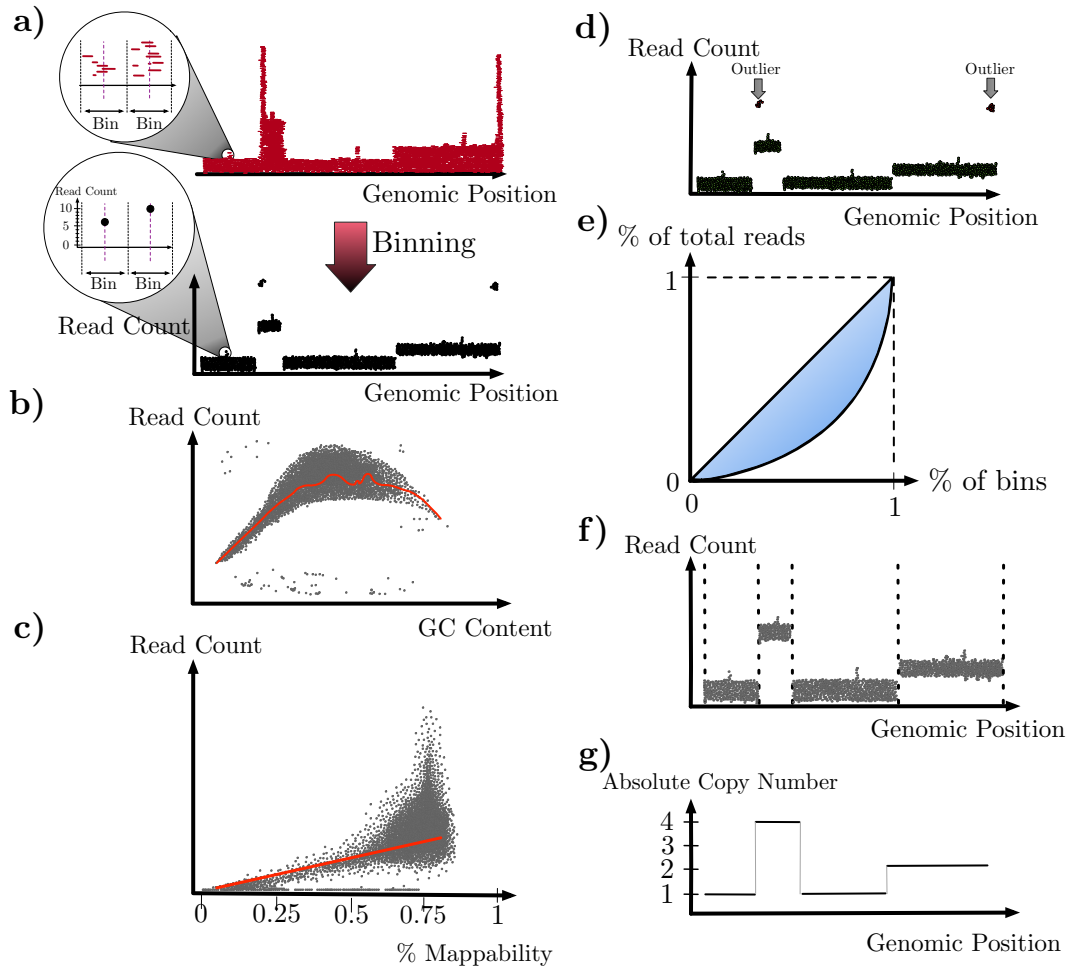 a)
Bin Bin
Genomic Position
Read Count
10
5
0
Bin Bin
Binning
Read Count
Genomic Position
b)
Read Count
GC Content
c)
Read Count
0 0.25 0.5 0.75 1
% Mappability
d)
Read Count
Outlier Outlier
Genomic Position
e)
% of total reads
1
0
0 1
% of bins
f)
Read Count
Genomic Position
g)
Absolute Copy Number
4
3
2
1
Genomic Position